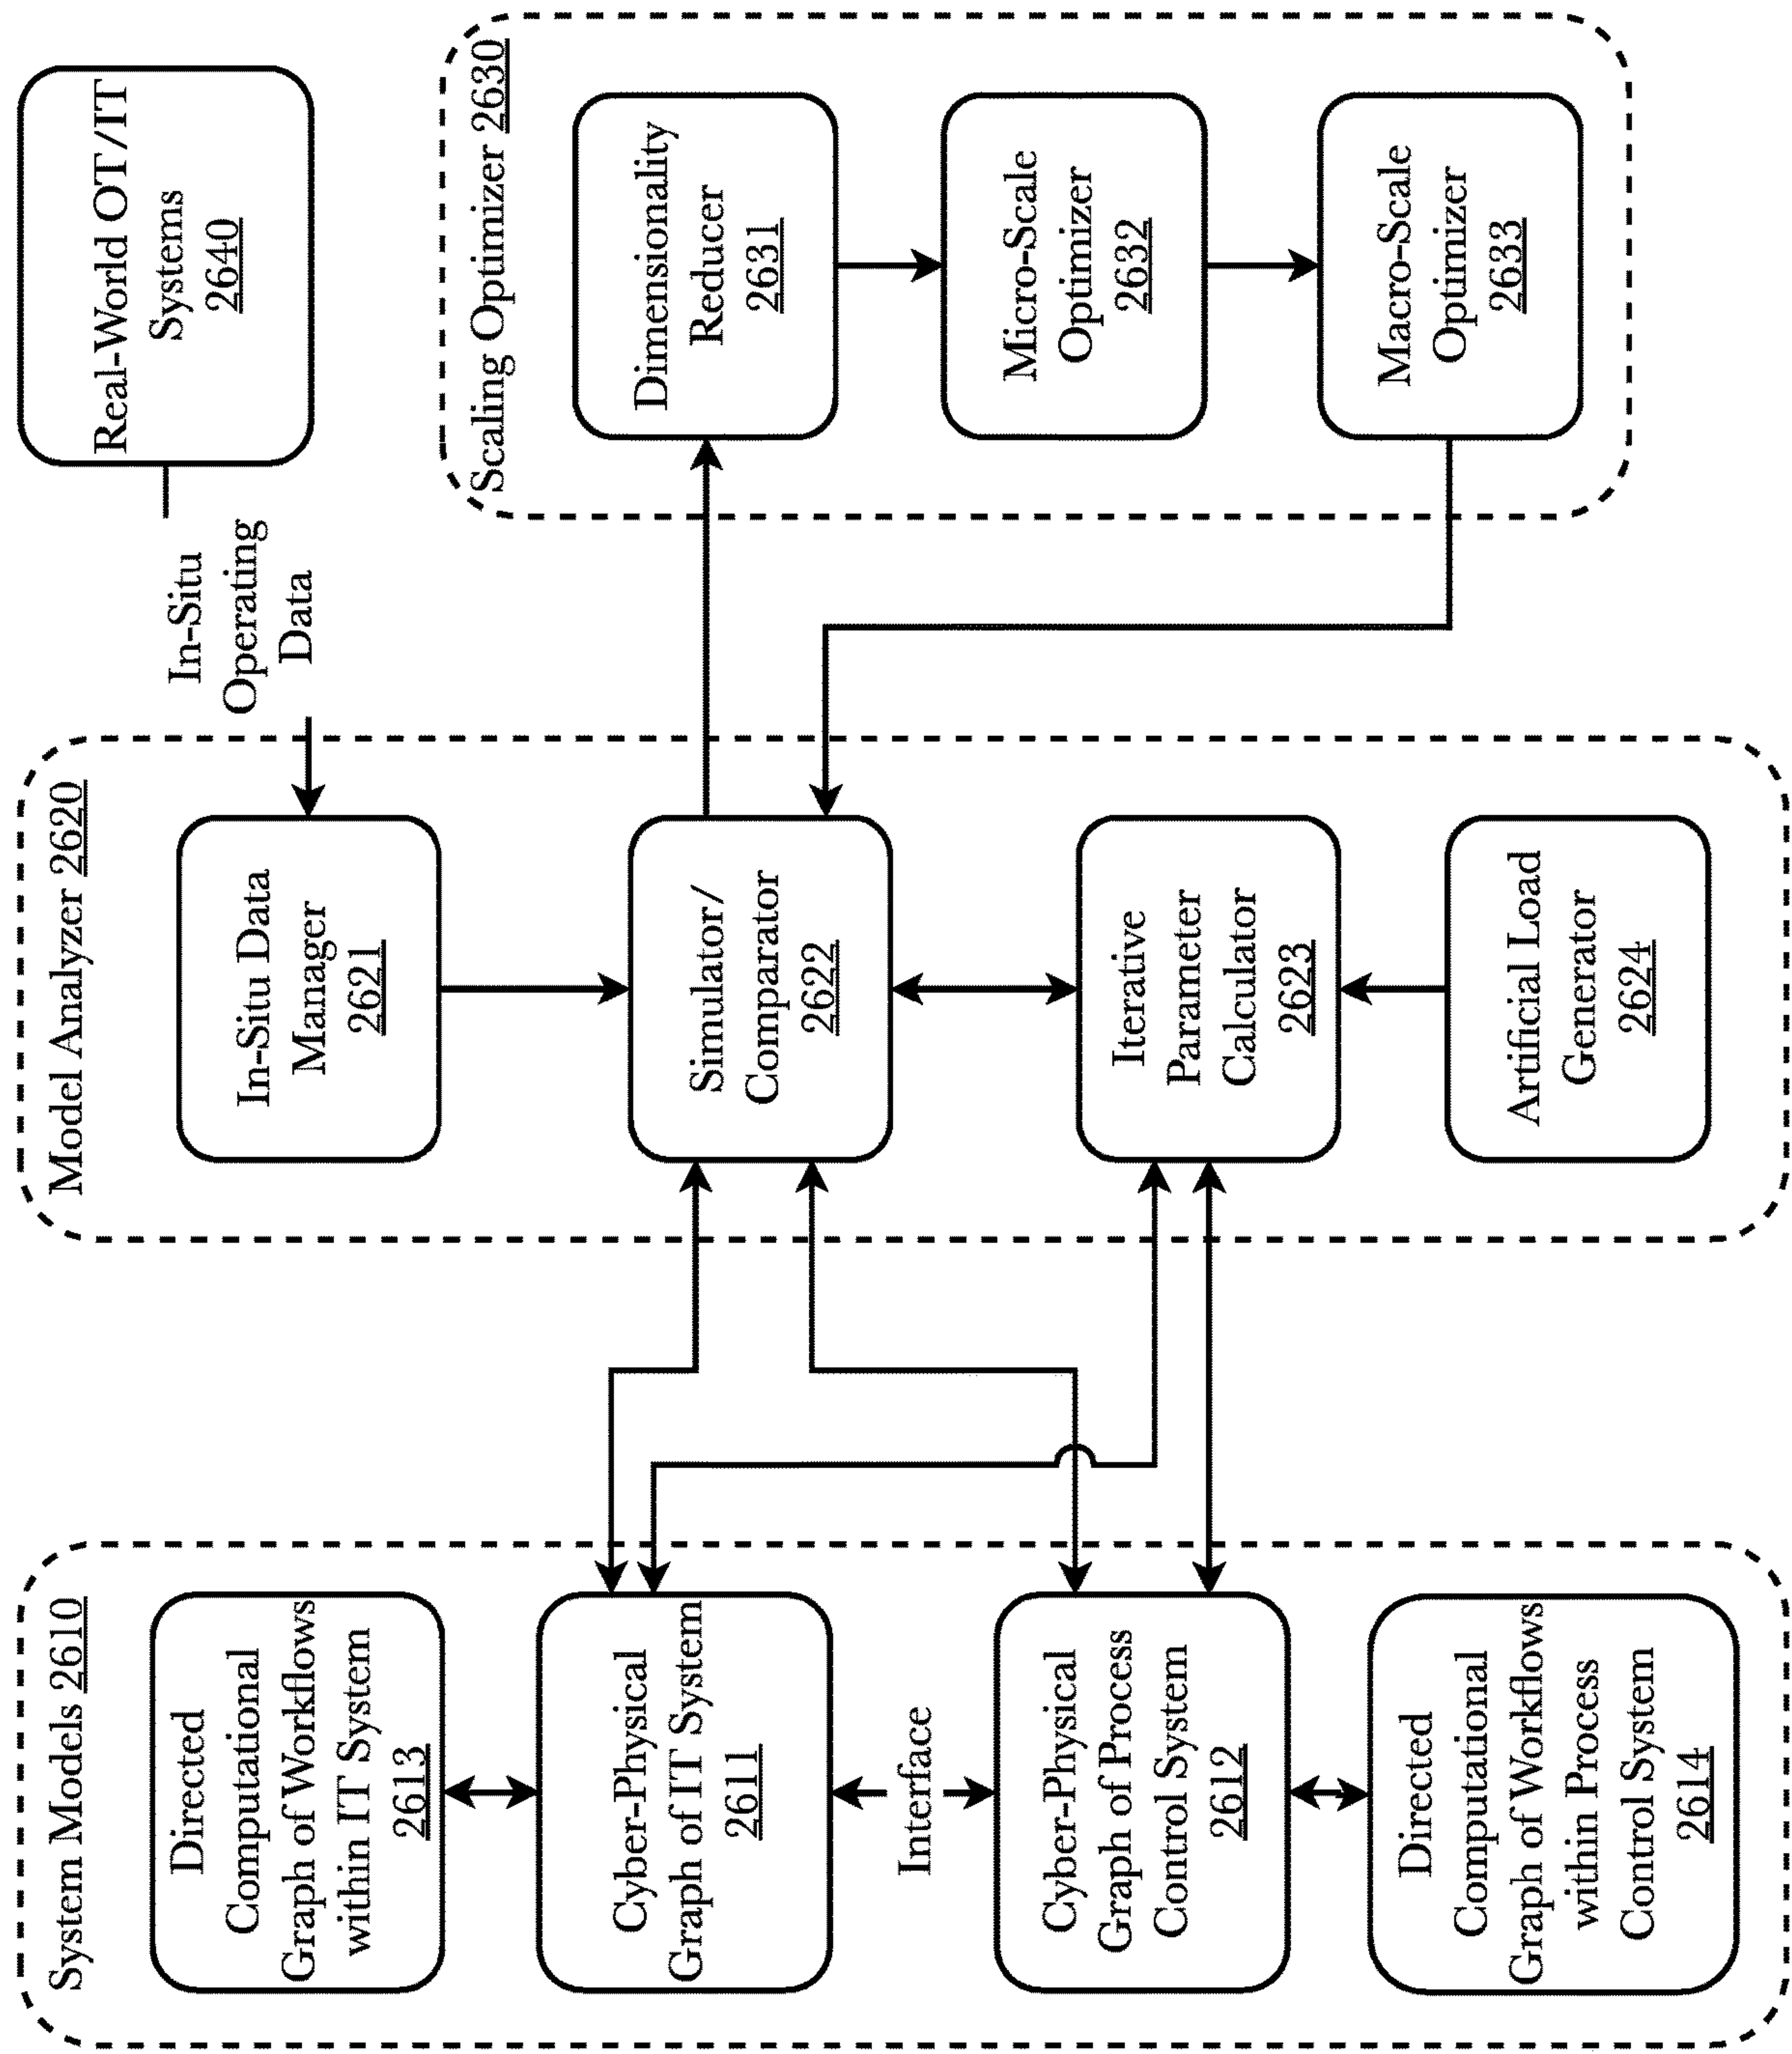 System Models 2610
Directed
Computational
Graph of Workflows
within IT System
2613
Cyber-Physical
Graph of IT System
2611
Interface
Cyber-Physical
Graph of Process
Control System
2612
Directed
Computational
Graph of Workflows
within Process
Control System
2614
Model Analyzer 2620
In-Situ Data
Manager
2621
Simulator/
Comparator
2622
Iterative
Parameter
Calculator
2623
Artificial Load
Generator
2624
In-Situ
Operating
Data
Real-World OT/IT
Systems
2640
Scaling Optimizer 2630
Dimensionality
Reducer
2631
Micro-Scale
Optimizer
2632
Macro-Scale
Optimizer
2633